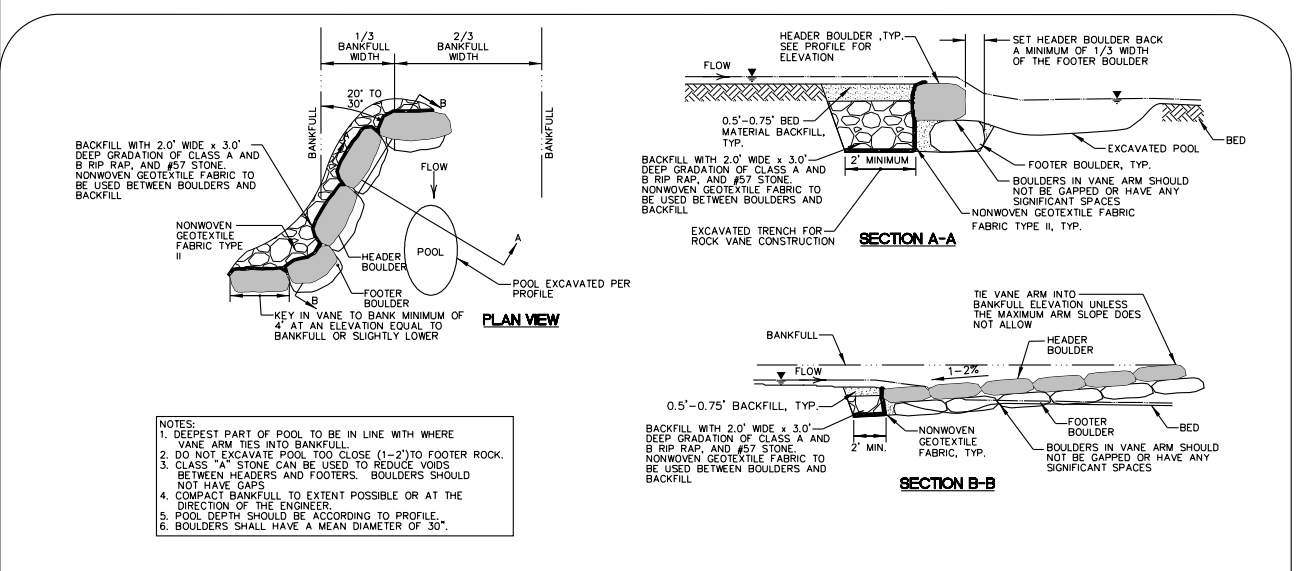 1/3
BANKFULL
WIDTH
2/3
BANKFULL
WIDTH
BANKFULL
BANKFULL
20° TO
30°
B
A
FLOW
BACKFILL WITH 2.0' WIDE x 3.0'
DEEP GRADATION OF CLASS A AND
B RIP RAP, AND #57 STONE.
NONWOVEN GEOTEXTILE FABRIC TO
BE USED BETWEEN BOULDERS AND
BACKFILL
NONWOVEN
GEOTEXTILE
FABRIC TYPE
II
A
POOL
HEADER
BOULDER
FOOTER
BOULDER
B
POOL EXCAVATED PER
PROFILE
KEY IN VANE TO BANK MINIMUM OF
4' AT AN ELEVATION EQUAL TO
BANKFULL OR SLIGHTLY LOWER
PLAN VIEW
HEADER BOULDER ,TYP.
SEE PROFILE FOR
ELEVATION
SET HEADER BOULDER BACK
A MINIMUM OF 1/3 WIDTH
OF THE FOOTER BOULDER
FLOW
0.5'-0.75' BED
MATERIAL BACKFILL,
TYP.
BACKFILL WITH 2.0' WIDE x 3.0'
DEEP GRADATION OF CLASS A AND
B RIP RAP, AND #57 STONE.
NONWOVEN GEOTEXTILE FABRIC TO
BE USED BETWEEN BOULDERS AND
BACKFILL
2' MINIMUM
BED
EXCAVATED POOL
FOOTER BOULDER, TYP.
BOULDERS IN VANE ARM SHOULD
NOT BE GAPPED OR HAVE ANY
SIGNIFICANT SPACES
NONWOVEN GEOTEXTILE FABRIC
FABRIC TYPE II, TYP.
EXCAVATED TRENCH FOR
ROCK VANE CONSTRUCTION
SECTION A-A
TIE VANE ARM INTO
BANKFULL ELEVATION UNLESS
THE MAXIMUM ARM SLOPE DOES
NOT ALLOW
BANKFULL
HEADER
BOULDER
FLOW
1-2%
0.5'-0.75' BACKFILL, TYP.
BACKFILL WITH 2.0' WIDE x 3.0'
DEEP GRADATION OF CLASS A AND
B RIP RAP, AND #57 STONE.
NONWOVEN GEOTEXTILE FABRIC TO
BE USED BETWEEN BOULDERS AND
BACKFILL
2' MIN.
NONWOVEN
GEOTEXTILE
FABRIC, TYP.
FOOTER
BOULDER
BED
BOULDERS IN VANE ARM SHOULD
NOT BE GAPPED OR HAVE ANY
SIGNIFICANT SPACES
SECTION B-B
NOTES:
1. DEEPEST PART OF POOL TO BE IN LINE WITH WHERE
VANE ARM TIES INTO BANKFULL.
2. DO NOT EXCAVATE POOL TOO CLOSE (1-2')TO FOOTER ROCK.
3. CLASS "A" STONE CAN BE USED TO REDUCE VOIDS
BETWEEN HEADERS AND FOOTERS. BOULDERS SHOULD
NOT HAVE GAPS
4. COMPACT BANKFULL TO EXTENT POSSIBLE OR AT THE
DIRECTION OF THE ENGINEER.
5. POOL DEPTH SHOULD BE ACCORDING TO PROFILE.
6. BOULDERS SHALL HAVE A MEAN DIAMETER OF 30".